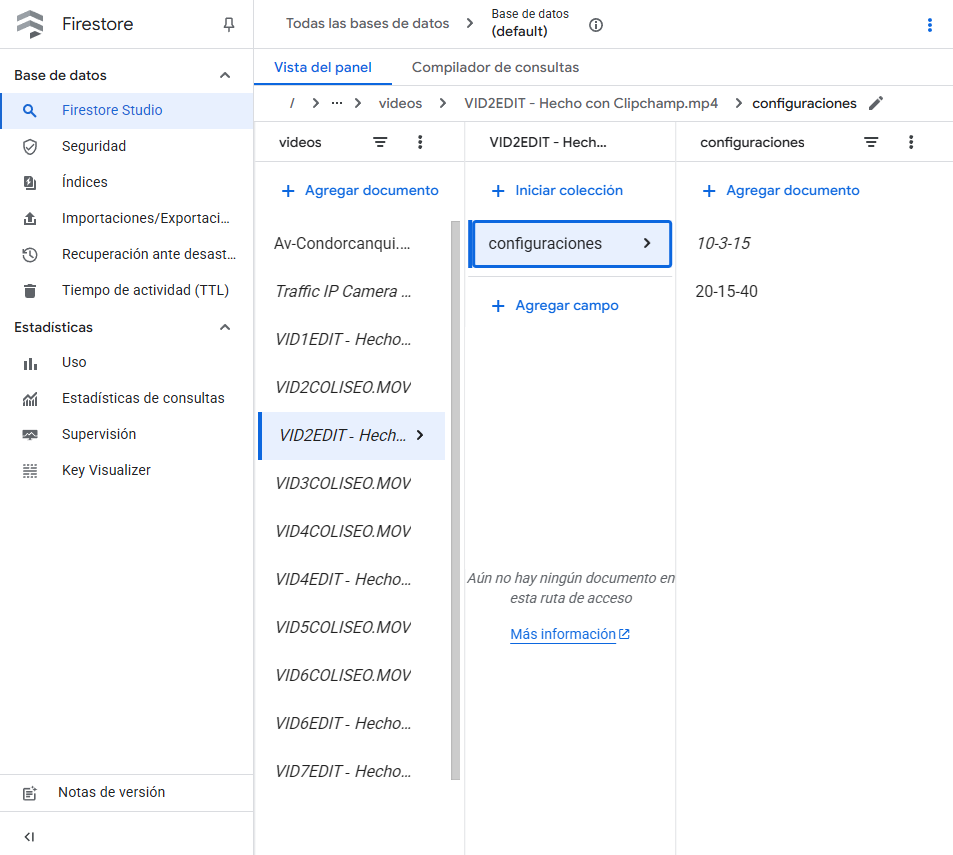 Firestore
Todas las bases de datos
Base de datos
(default)
Base de datos
Firestore Studio
Seguridad
Índices
Importaciones/Exportaci...
Recuperación ante desast...
Tiempo de actividad (TTL)
Estadísticas
Uso
Estadísticas de consultas
Supervisión
Key Visualizer
Notas de versión
Vista del panel
Compilador de consultas
/ > ... > videos > VID2EDIT - Hecho con Clipchamp.mp4 > configuraciones
videos
Agregar documento
Av-Condorcanqui....
Traffic IP Camera ...
VID1EDIT - Hecho...
VID2COLISEO.MOV
VID2EDIT - Hech...
VID3COLISEO.MOV
VID4COLISEO.MOV
VID4EDIT - Hecho...
VID5COLISEO.MOV
VID6COLISEO.MOV
VID6EDIT - Hecho...
VID7EDIT - Hecho...
VID2EDIT - Hech...
Iniciar colección
configuraciones
Agregar campo
Aún no hay ningún documento en
esta ruta de acceso
Más información
configuraciones
Agregar documento
10-3-15
20-15-40